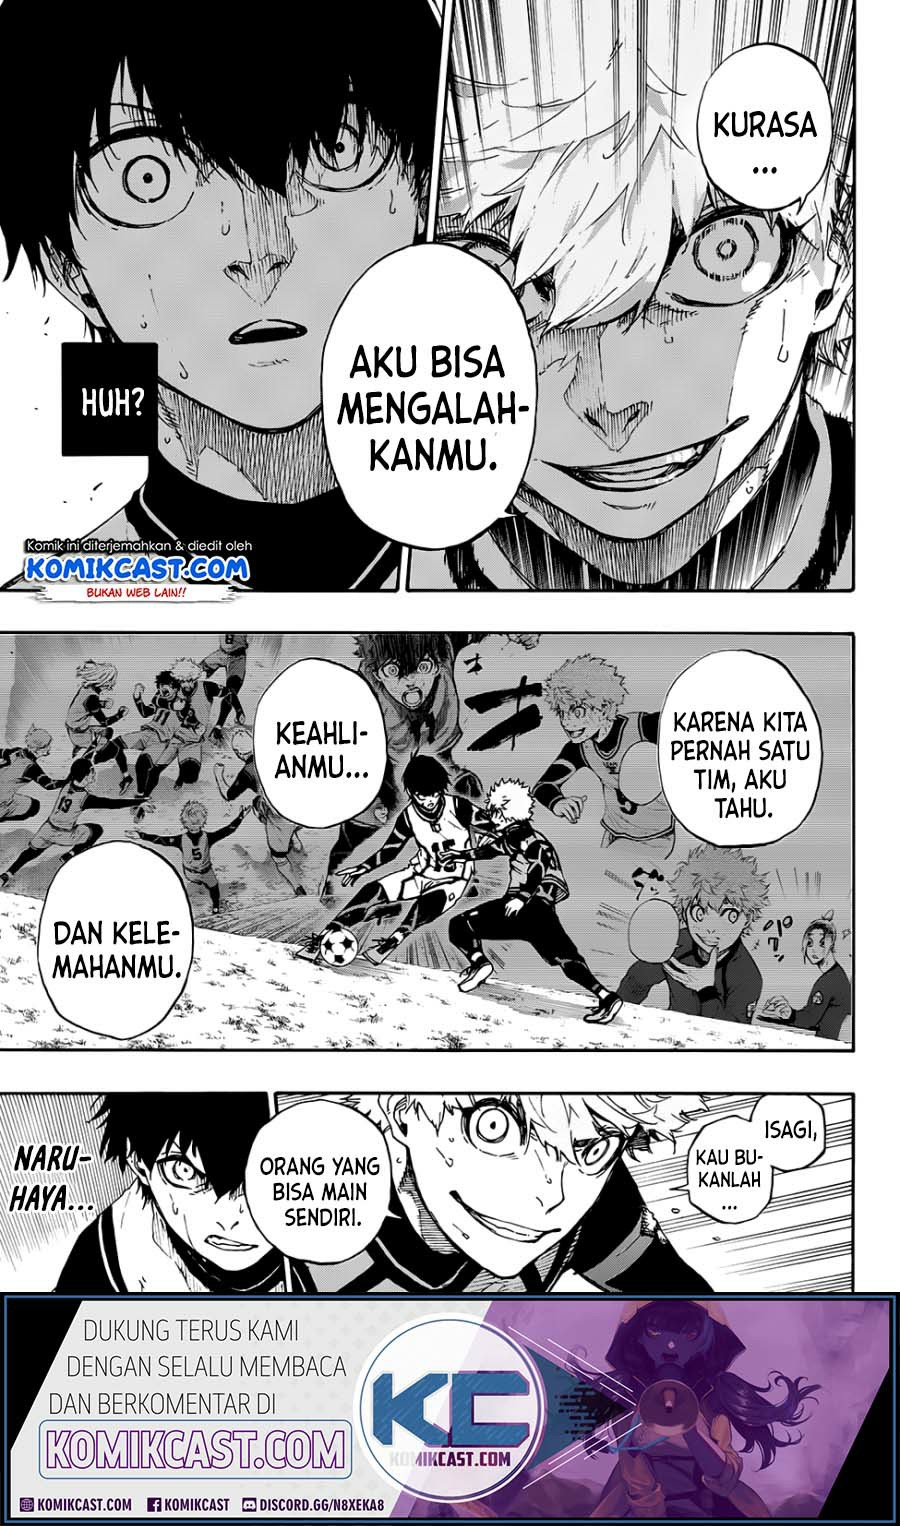 KURASA
...
AKU BISA
MENGALAH-
KANMU.
HUH?
Komik ini diterjemahkan & diedit oleh
KOMIKCAST.COM
BUKAN WEB LAIN!!
KARENA KITA
PERNAH SATU
TIM, AKU
TAHU.
KEAHLI-
ANMU...
DAN KELE-
MAHANMU.
ISAGI,
KAU BU-
KANLAH
...
ORANG YANG
BISA MAIN
SENDIRI.
NARU-
HAYA...
DUKUNG TERUS KAMI
DENGAN SELALU MEMBACA
DAN BERKOMENTAR DI
KOMIKCAST.COM
KC
KOMIKCAST.COM
KOMIKCAST.COM
KOMIKCAST
DISCORD.GG/N8XEKA8